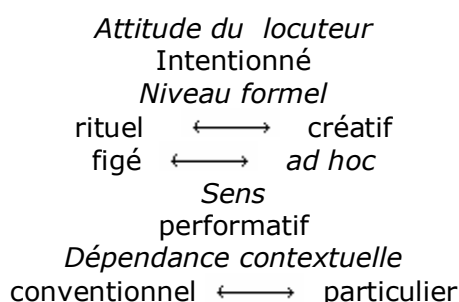 Attitude du locuteur
Intentionné
Niveau formel
rituel ⟷ créatif
figé ⟷ ad hoc
Sens
performatif
Dépendance contextuelle
conventionnel ⟷ particulier